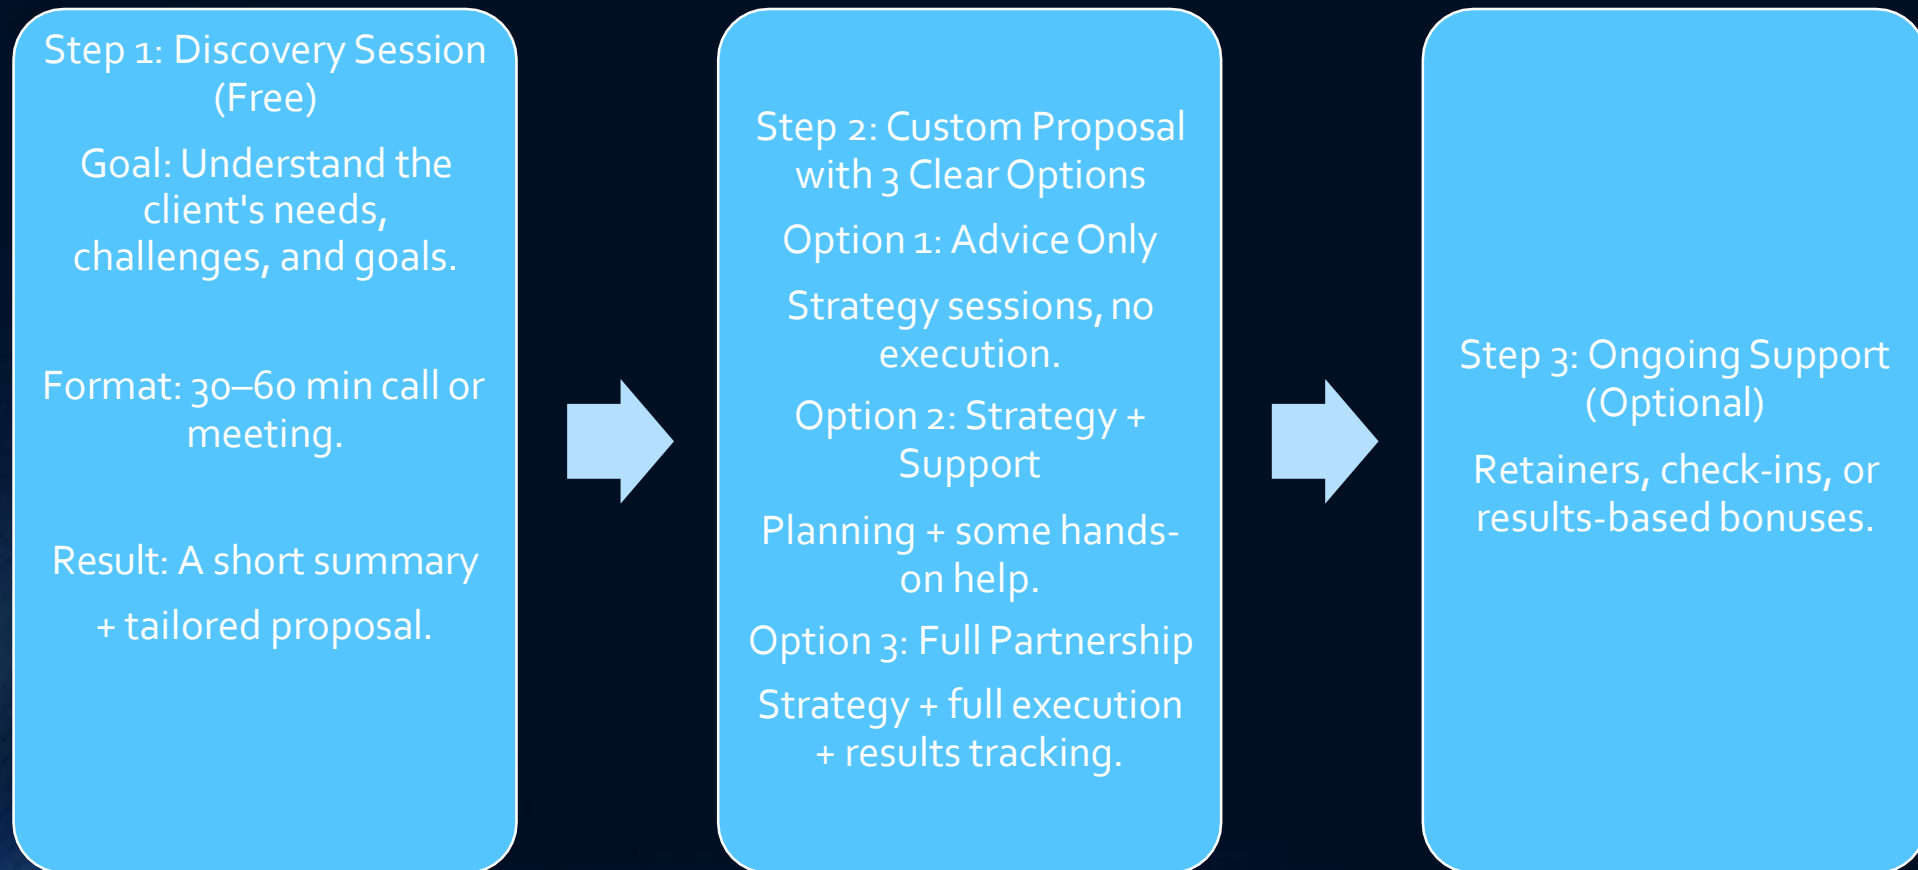 Step 1: Discovery Session
(Free)
Goal: Understand the
client's needs,
challenges, and goals.
Format: 30–60 min call or
meeting.
Result: A short summary
+ tailored proposal.
Step 2: Custom Proposal
with 3 Clear Options
Option 1: Advice Only
Strategy sessions, no
execution.
Option 2: Strategy +
Support
Planning + some hands-
on help.
Option 3: Full Partnership
Strategy + full execution
+ results tracking.
Step 3: Ongoing Support
(Optional)
Retainers, check-ins, or
results-based bonuses.